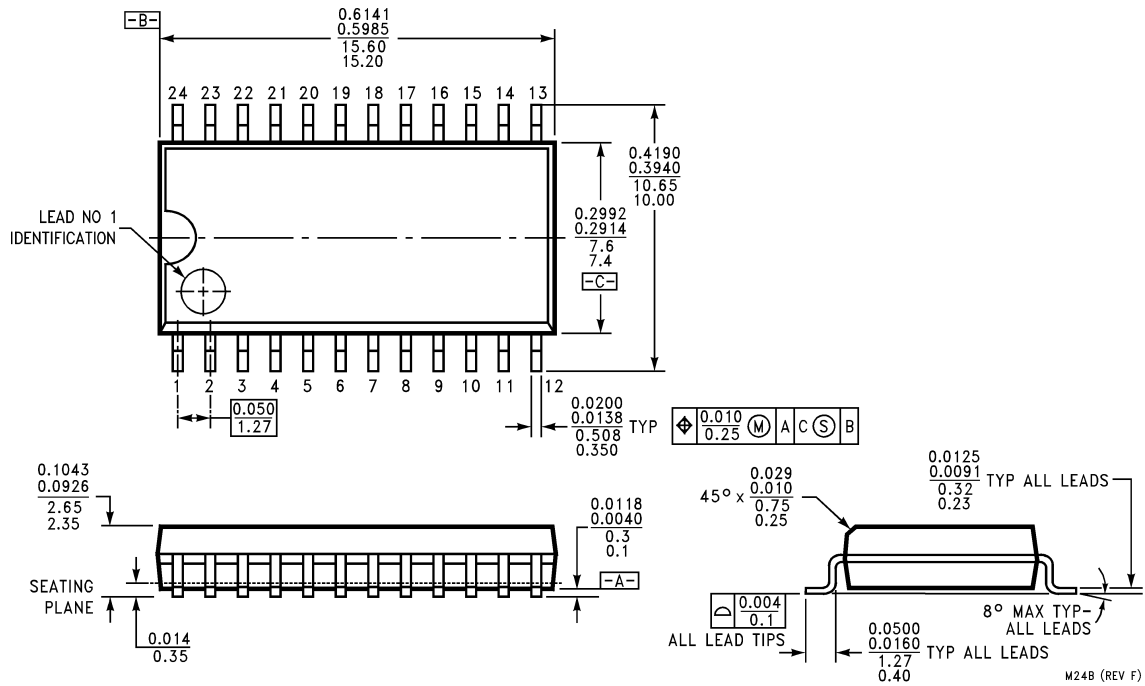 -B-
0.6141
0.5985
15.60
15.20
24 23 22 21 20 19 18 17 16 15 14 13
0.4190
0.3940
10.65
10.00
LEAD NO 1
IDENTIFICATION
0.2992
0.2914
7.6
7.4
-C-
1 2 3 4 5 6 7 8 9 10 11 12
0.050
1.27
0.0200
0.0138
0.508
0.350
TYP
⌖ 0.010 Ⓜ A C Ⓢ B
0.25
0.1043
0.0926
2.65
2.35
0.0118
0.0040
0.3
0.1
-A-
SEATING
PLANE
0.014
0.35
45° x
0.029
0.010
0.75
0.25
0.0125
0.0091
0.32
0.23
TYP ALL LEADS
0.004
0.1
ALL LEAD TIPS
0.0500
0.0160
1.27
0.40
TYP ALL LEADS
8° MAX TYP-
ALL LEADS
M24B (REV F)